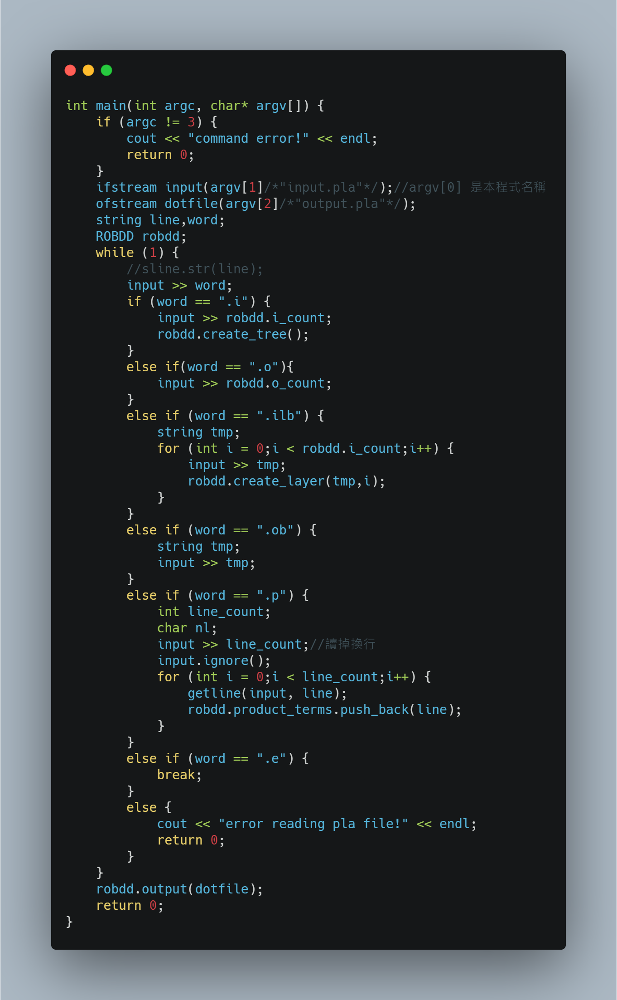 int main(int argc, char* argv[]) {
    if (argc != 3) {
        cout << "command error!" << endl;
        return 0;
    }
    ifstream input(argv[1]/*"input.pla"*/);//argv[0] 是本程式名稱
    ofstream dotfile(argv[2]/*"output.pla"*/);
    string line,word;
    ROBDD robdd;
    while (1) {
        //sline.str(line);
        input >> word;
        if (word == ".i") {
            input >> robdd.i_count;
            robdd.create_tree();
        }
        else if(word == ".o"){
            input >> robdd.o_count;
        }
        else if (word == ".ilb") {
            string tmp;
            for (int i = 0;i < robdd.i_count;i++) {
                input >> tmp;
                robdd.create_layer(tmp,i);
            }
        }
        else if (word == ".ob") {
            string tmp;
            input >> tmp;
        }
        else if (word == ".p") {
            int line_count;
            char nl;
            input >> line_count;//讀掉換行
            input.ignore();
            for (int i = 0;i < line_count;i++) {
                getline(input, line);
                robdd.product_terms.push_back(line);
            }
        }
        else if (word == ".e") {
            break;
        }
        else {
            cout << "error reading pla file!" << endl;
            return 0;
        }
    }
    robdd.output(dotfile);
    return 0;
}